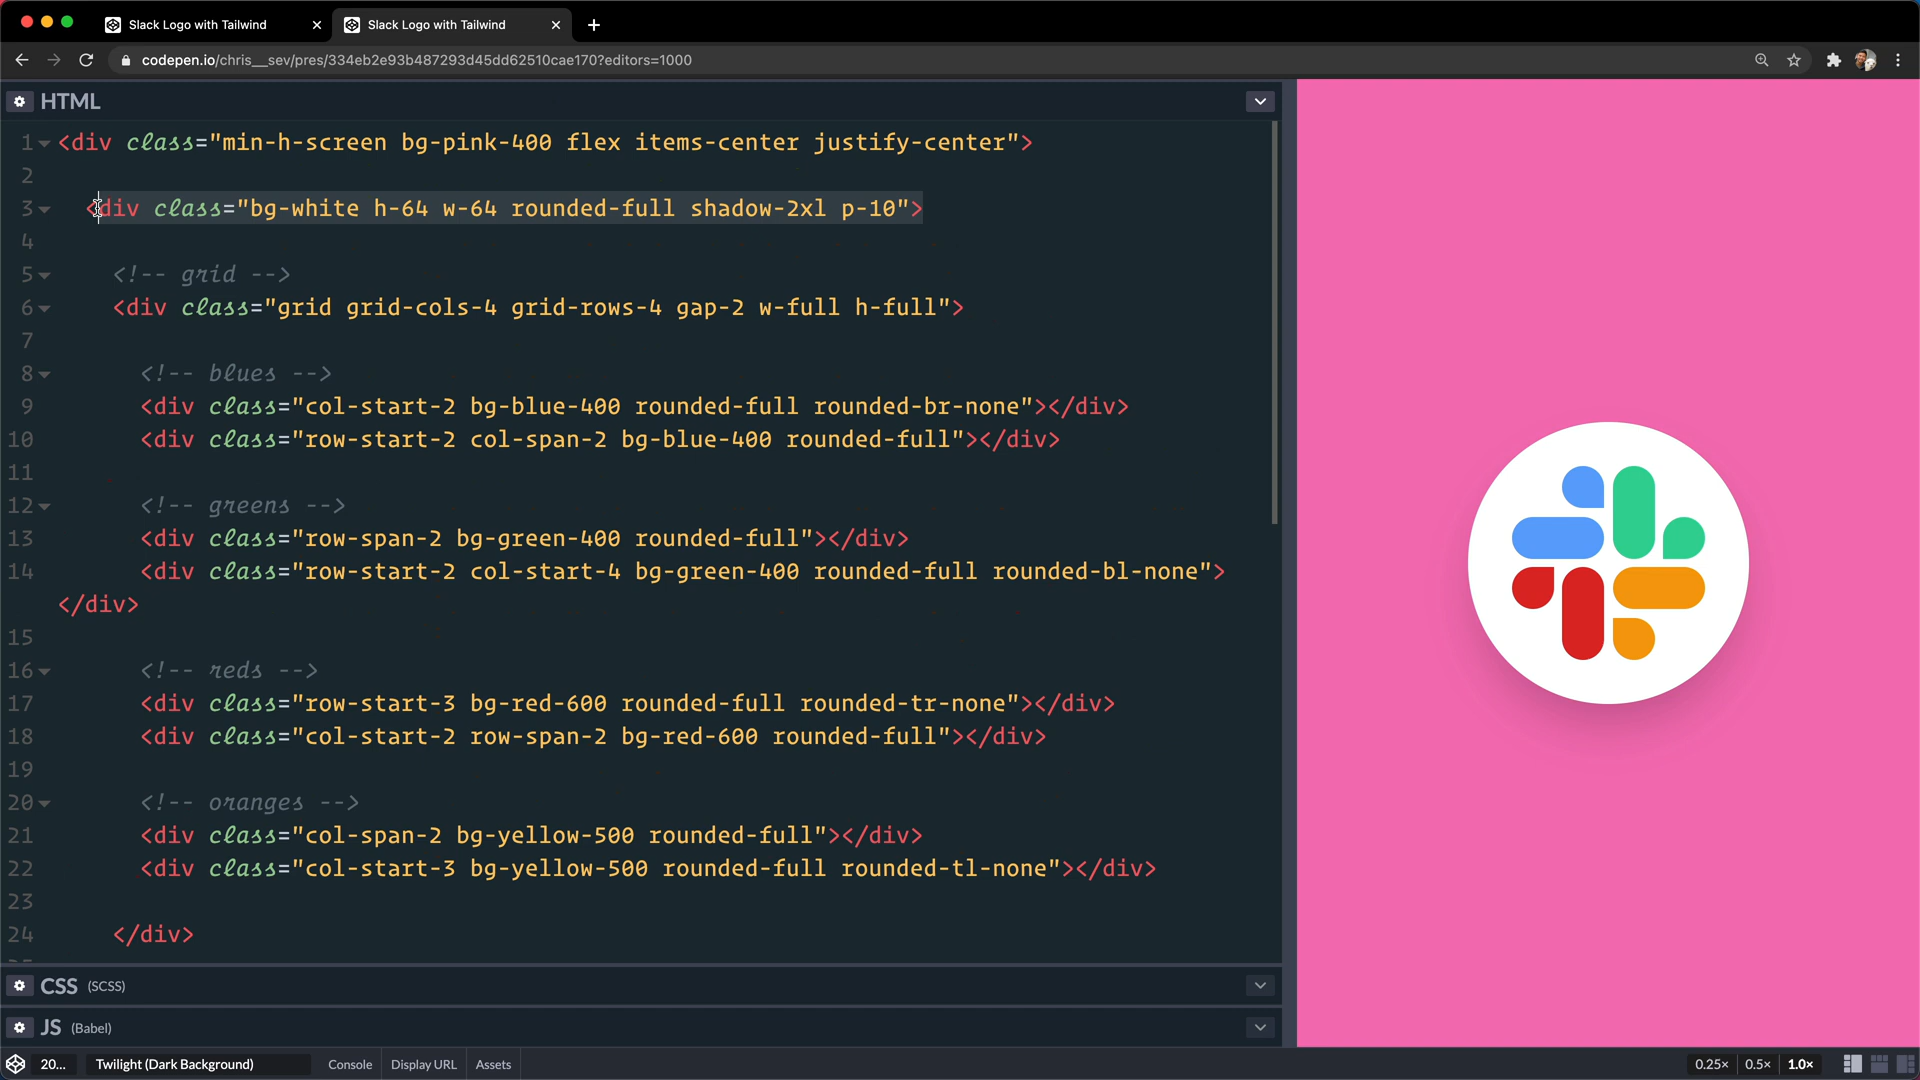 Slack Logo with Tailwind
Slack Logo with Tailwind
codepen.io/chris__sev/pres/334eb2e93b487293d45dd62510cae170?editors=1000
HTML
1 <div class="min-h-screen bg-pink-400 flex items-center justify-center">
2
3 <div class="bg-white h-64 w-64 rounded-full shadow-2xl p-10">
4
5 <!-- grid -->
6 <div class="grid grid-cols-4 grid-rows-4 gap-2 w-full h-full">
7
8 <!-- blues -->
9 <div class="col-start-2 bg-blue-400 rounded-full rounded-br-none"></div>
10 <div class="row-start-2 col-span-2 bg-blue-400 rounded-full"></div>
11
12 <!-- greens -->
13 <div class="row-span-2 bg-green-400 rounded-full"></div>
14 <div class="row-start-2 col-start-4 bg-green-400 rounded-full rounded-bl-none">
</div>
15
16 <!-- reds -->
17 <div class="row-start-3 bg-red-600 rounded-full rounded-tr-none"></div>
18 <div class="col-start-2 row-span-2 bg-red-600 rounded-full"></div>
19
20 <!-- oranges -->
21 <div class="col-span-2 bg-yellow-500 rounded-full"></div>
22 <div class="col-start-3 bg-yellow-500 rounded-full rounded-tl-none"></div>
23
24 </div>
CSS (SCSS)
JS (Babel)
20... Twilight (Dark Background) Console Display URL Assets 0.25× 0.5× 1.0×